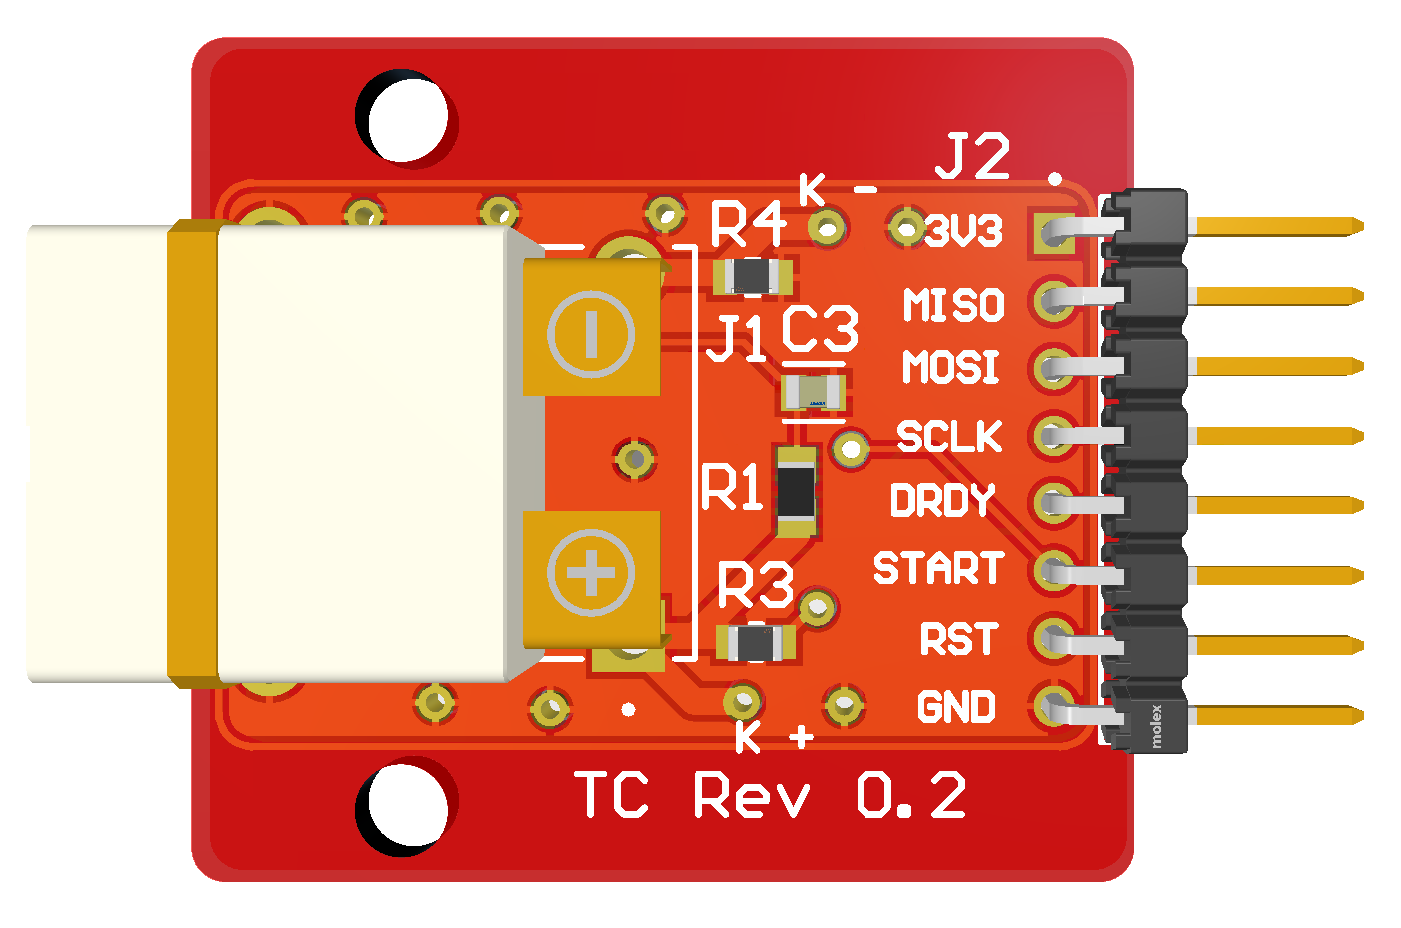 J2
K -
R4
3V3
MISO
J1
C3
MOSI
SCLK
R1
DRDY
START
R3
RST
GND
molex
K +
TC Rev 0.2